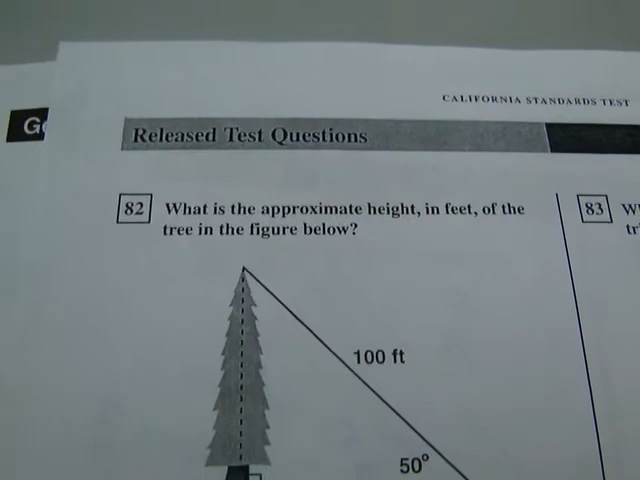 CALIFORNIA STANDARDS TEST
Released Test Questions
82 What is the approximate height, in feet, of the
tree in the figure below?
100 ft
50°
83